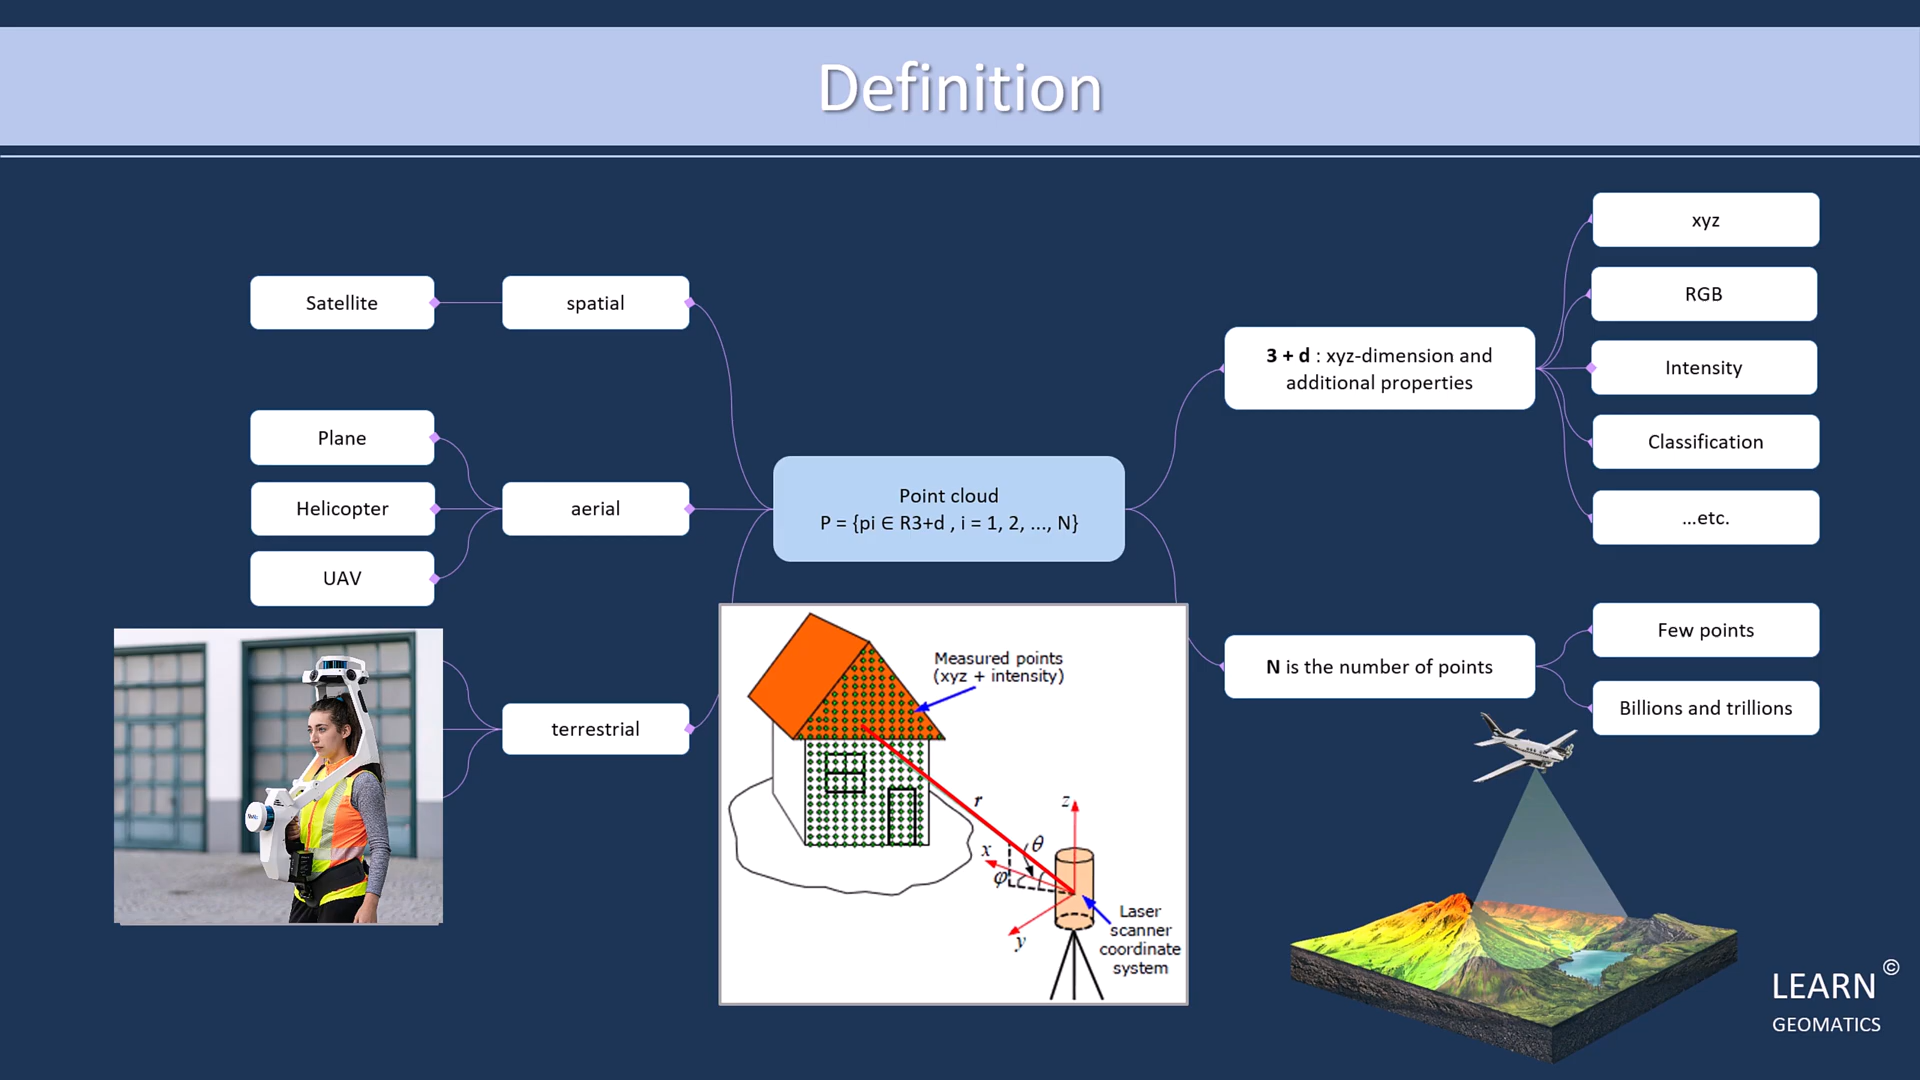 Definition
Satellite
spatial
Plane
Helicopter
aerial
UAV
terrestrial
Point cloud
P = {pi ∈ R3+d , i = 1, 2, ..., N}
3 + d : xyz-dimension and
additional properties
xyz
RGB
Intensity
Classification
...etc.
N is the number of points
Few points
Billions and trillions
Measured points
(xyz + intensity)
r
z
θ
x
φ
y
Laser
scanner
coordinate
system
LEARN ©
GEOMATICS